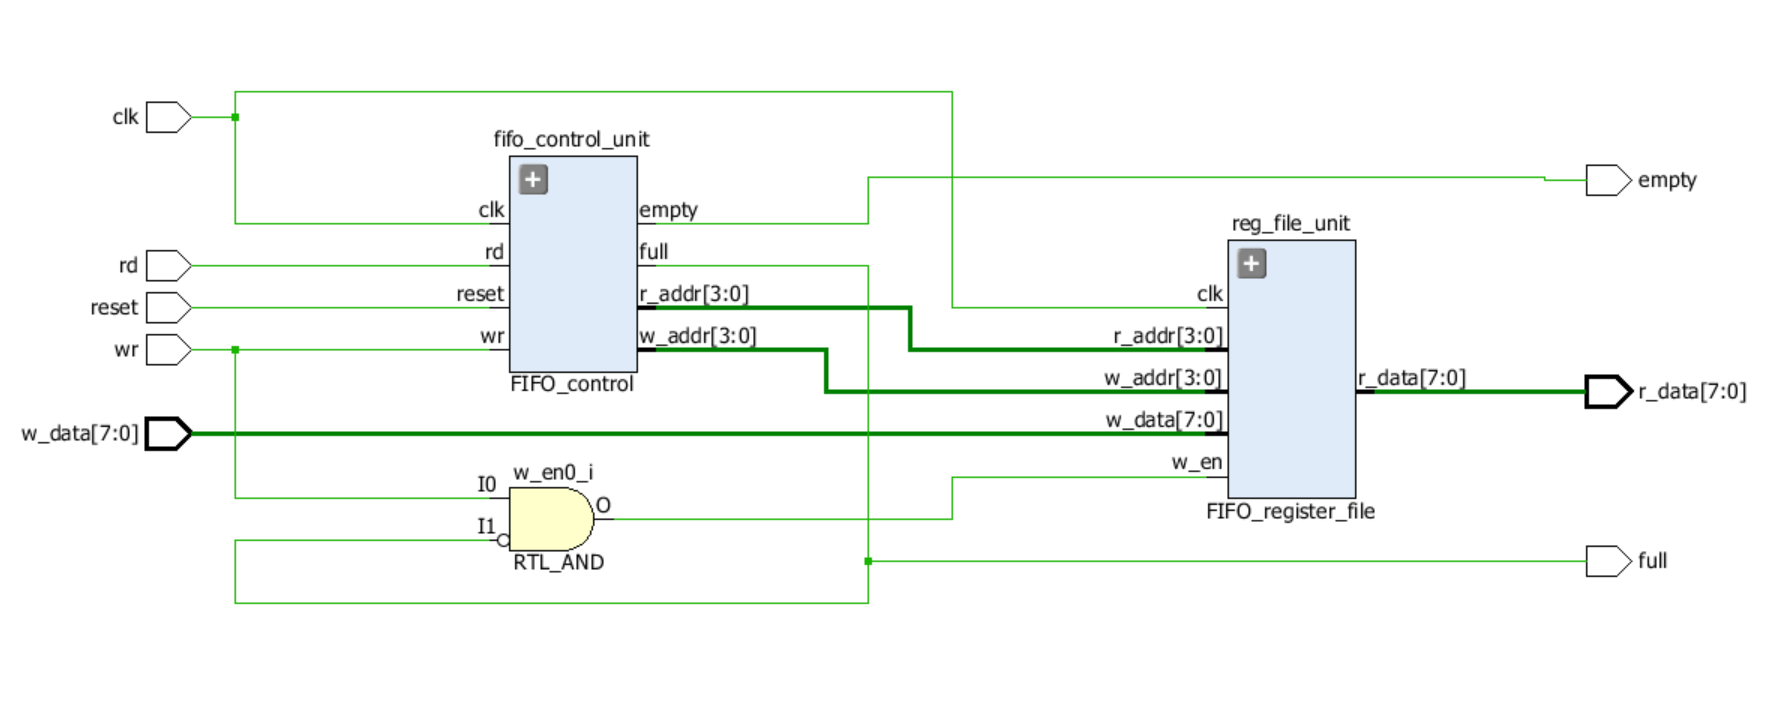 clk
rd
reset
wr
w_data[7:0]
fifo_control_unit
clk
rd
reset
wr
empty
full
r_addr[3:0]
w_addr[3:0]
FIFO_control
w_en0_i
I0
I1
O
RTL_AND
reg_file_unit
clk
r_addr[3:0]
w_addr[3:0]
w_data[7:0]
w_en
r_data[7:0]
FIFO_register_file
empty
r_data[7:0]
full